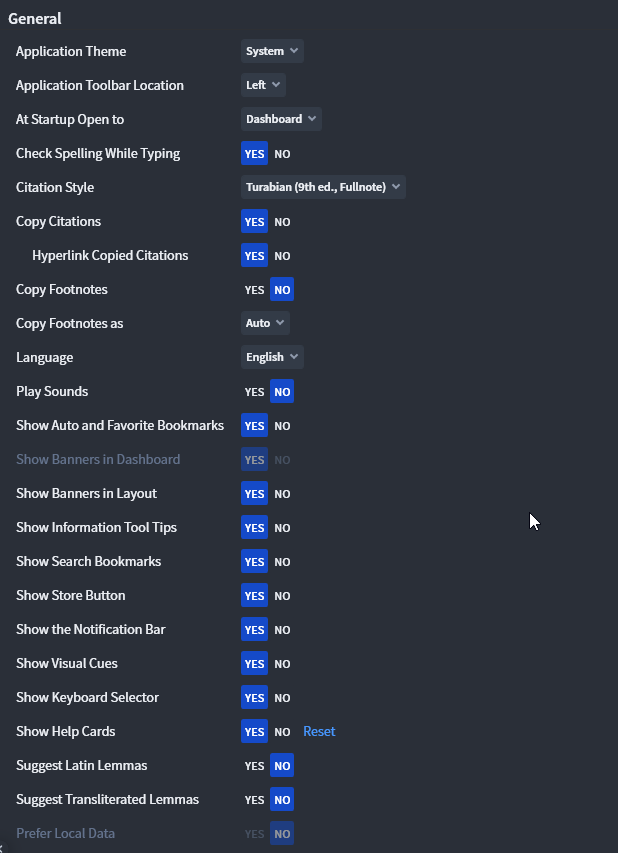 General
Application Theme System
Application Toolbar Location Left
At Startup Open to Dashboard
Check Spelling While Typing YES NO
Citation Style Turabian (9th ed., Fullnote)
Copy Citations YES NO
Hyperlink Copied Citations YES NO
Copy Footnotes YES NO
Copy Footnotes as Auto
Language English
Play Sounds YES NO
Show Auto and Favorite Bookmarks YES NO
Show Banners in Dashboard YES NO
Show Banners in Layout YES NO
Show Information Tool Tips YES NO
Show Search Bookmarks YES NO
Show Store Button YES NO
Show the Notification Bar YES NO
Show Visual Cues YES NO
Show Keyboard Selector YES NO
Show Help Cards YES NO Reset
Suggest Latin Lemmas YES NO
Suggest Transliterated Lemmas YES NO
Prefer Local Data YES NO